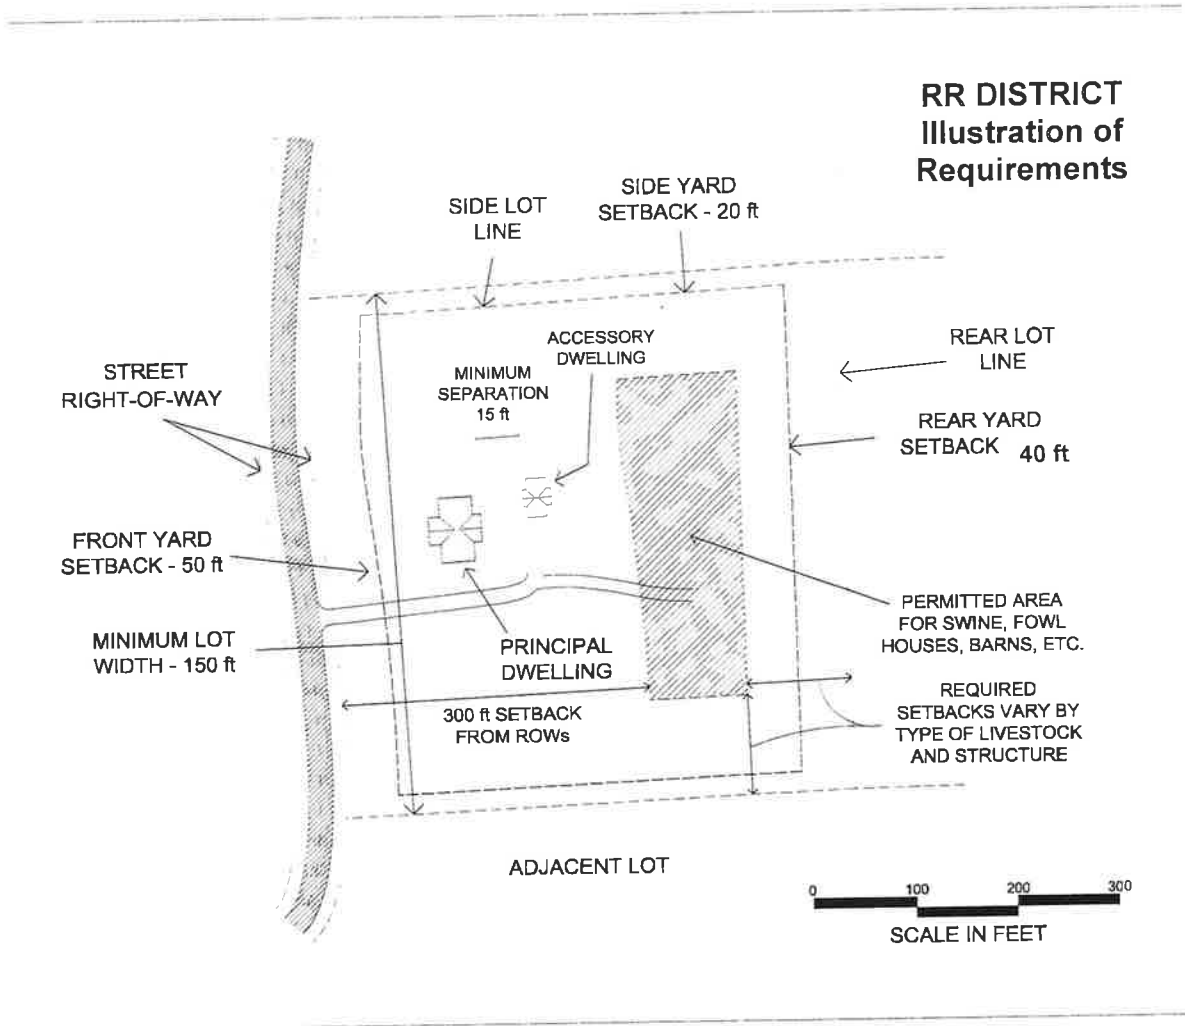 RR DISTRICT
Illustration of
Requirements
SIDE YARD
SETBACK - 20 ft
SIDE LOT
LINE
ACCESSORY
DWELLING
MINIMUM
SEPARATION
15 ft
REAR LOT
LINE
STREET
RIGHT-OF-WAY
REAR YARD
SETBACK 40 ft
FRONT YARD
SETBACK - 50 ft
PERMITTED AREA
FOR SWINE, FOWL
HOUSES, BARNS, ETC.
MINIMUM LOT
WIDTH - 150 ft
PRINCIPAL
DWELLING
300 ft SETBACK
FROM ROWs
REQUIRED
SETBACKS VARY BY
TYPE OF LIVESTOCK
AND STRUCTURE
ADJACENT LOT
0 100 200 300
SCALE IN FEET